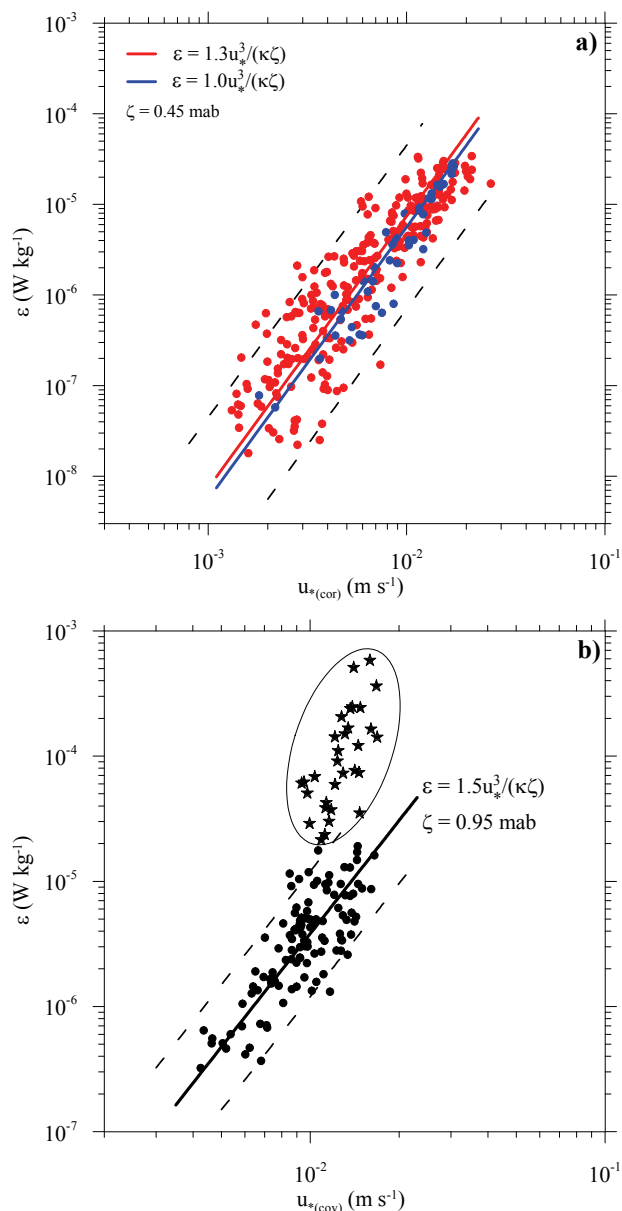 10⁻³
a)
ε = 1.3u*³/(κζ)
ε = 1.0u*³/(κζ)
ζ = 0.45 mab
10⁻⁴
10⁻⁵
10⁻⁶
10⁻⁷
10⁻⁸
ε (W kg⁻¹)
10⁻³ 10⁻² 10⁻¹
u*(cor) (m s⁻¹)
10⁻³
b)
10⁻⁴
ε = 1.5u*³/(κζ)
ζ = 0.95 mab
10⁻⁵
10⁻⁶
10⁻⁷
ε (W kg⁻¹)
10⁻² 10⁻¹
u*(cov) (m s⁻¹)